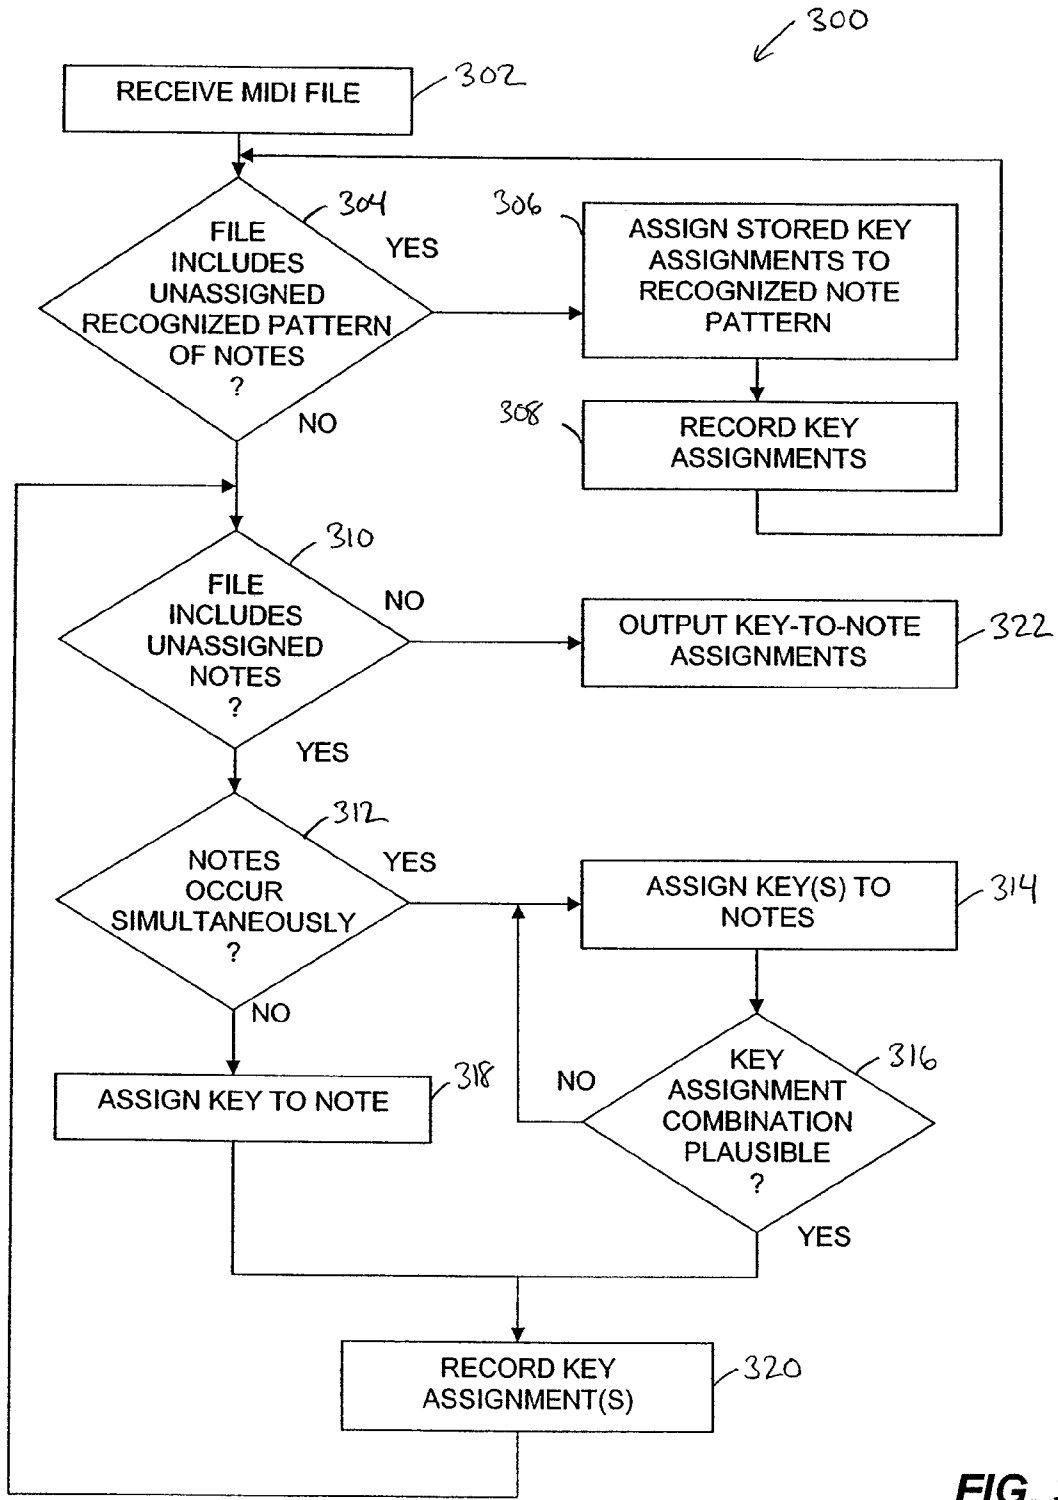 300
RECEIVE MIDI FILE
302
304
FILE
INCLUDES
UNASSIGNED
RECOGNIZED PATTERN
OF NOTES
?
YES
306
ASSIGN STORED KEY
ASSIGNMENTS TO
RECOGNIZED NOTE
PATTERN
NO
308
RECORD KEY
ASSIGNMENTS
310
FILE
INCLUDES
UNASSIGNED
NOTES
?
NO
OUTPUT KEY-TO-NOTE
ASSIGNMENTS
322
YES
312
NOTES
OCCUR
SIMULTANEOUSLY
?
YES
ASSIGN KEY(S) TO
NOTES
314
NO
ASSIGN KEY TO NOTE
318
316
KEY
ASSIGNMENT
COMBINATION
PLAUSIBLE
?
NO
YES
RECORD KEY
ASSIGNMENT(S)
320
FIG.